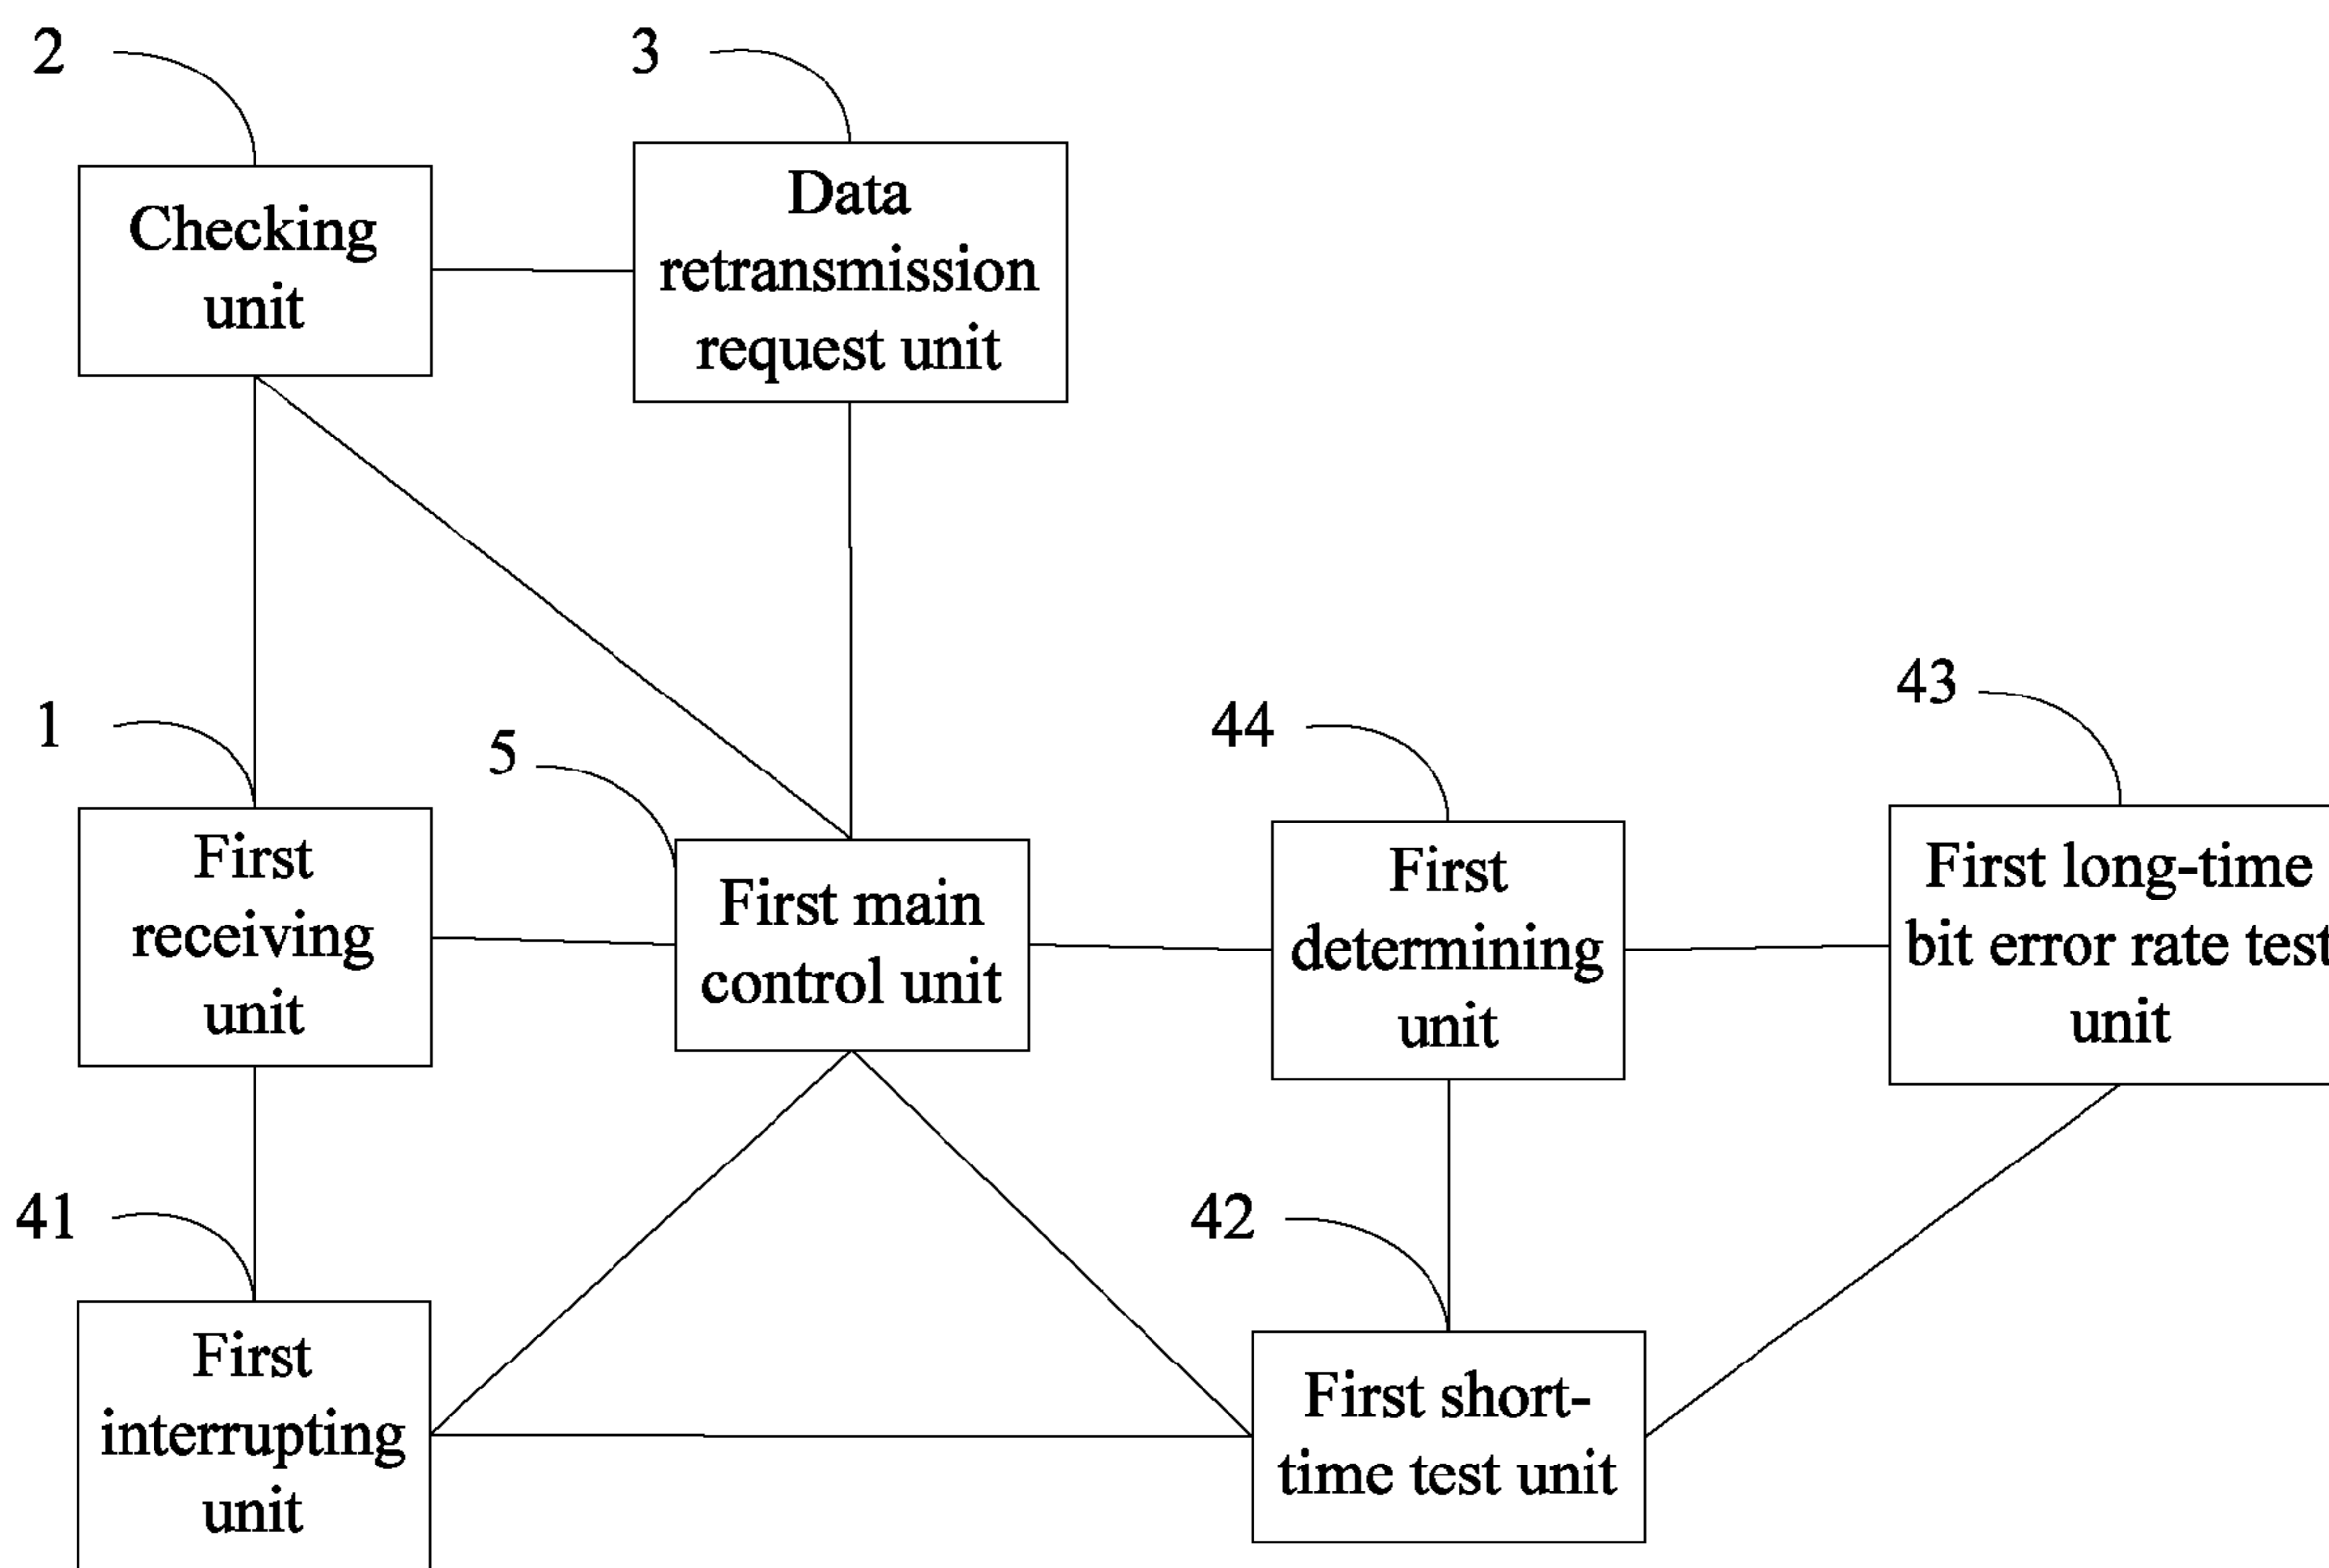 2
3
Checking
unit
Data
retransmission
request unit
1
5
44
43
First
receiving
unit
First main
control unit
First
determining
unit
First long-time
bit error rate test
unit
41
42
First
interrupting
unit
First short-
time test unit